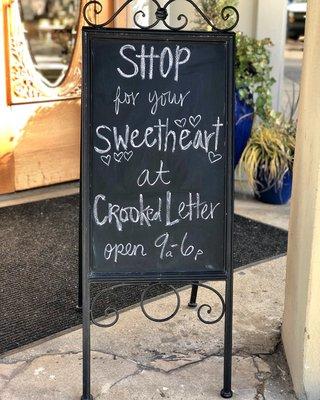 SHOP
for your
Sweetheart
at
Crooked Letter
open 9a-6p